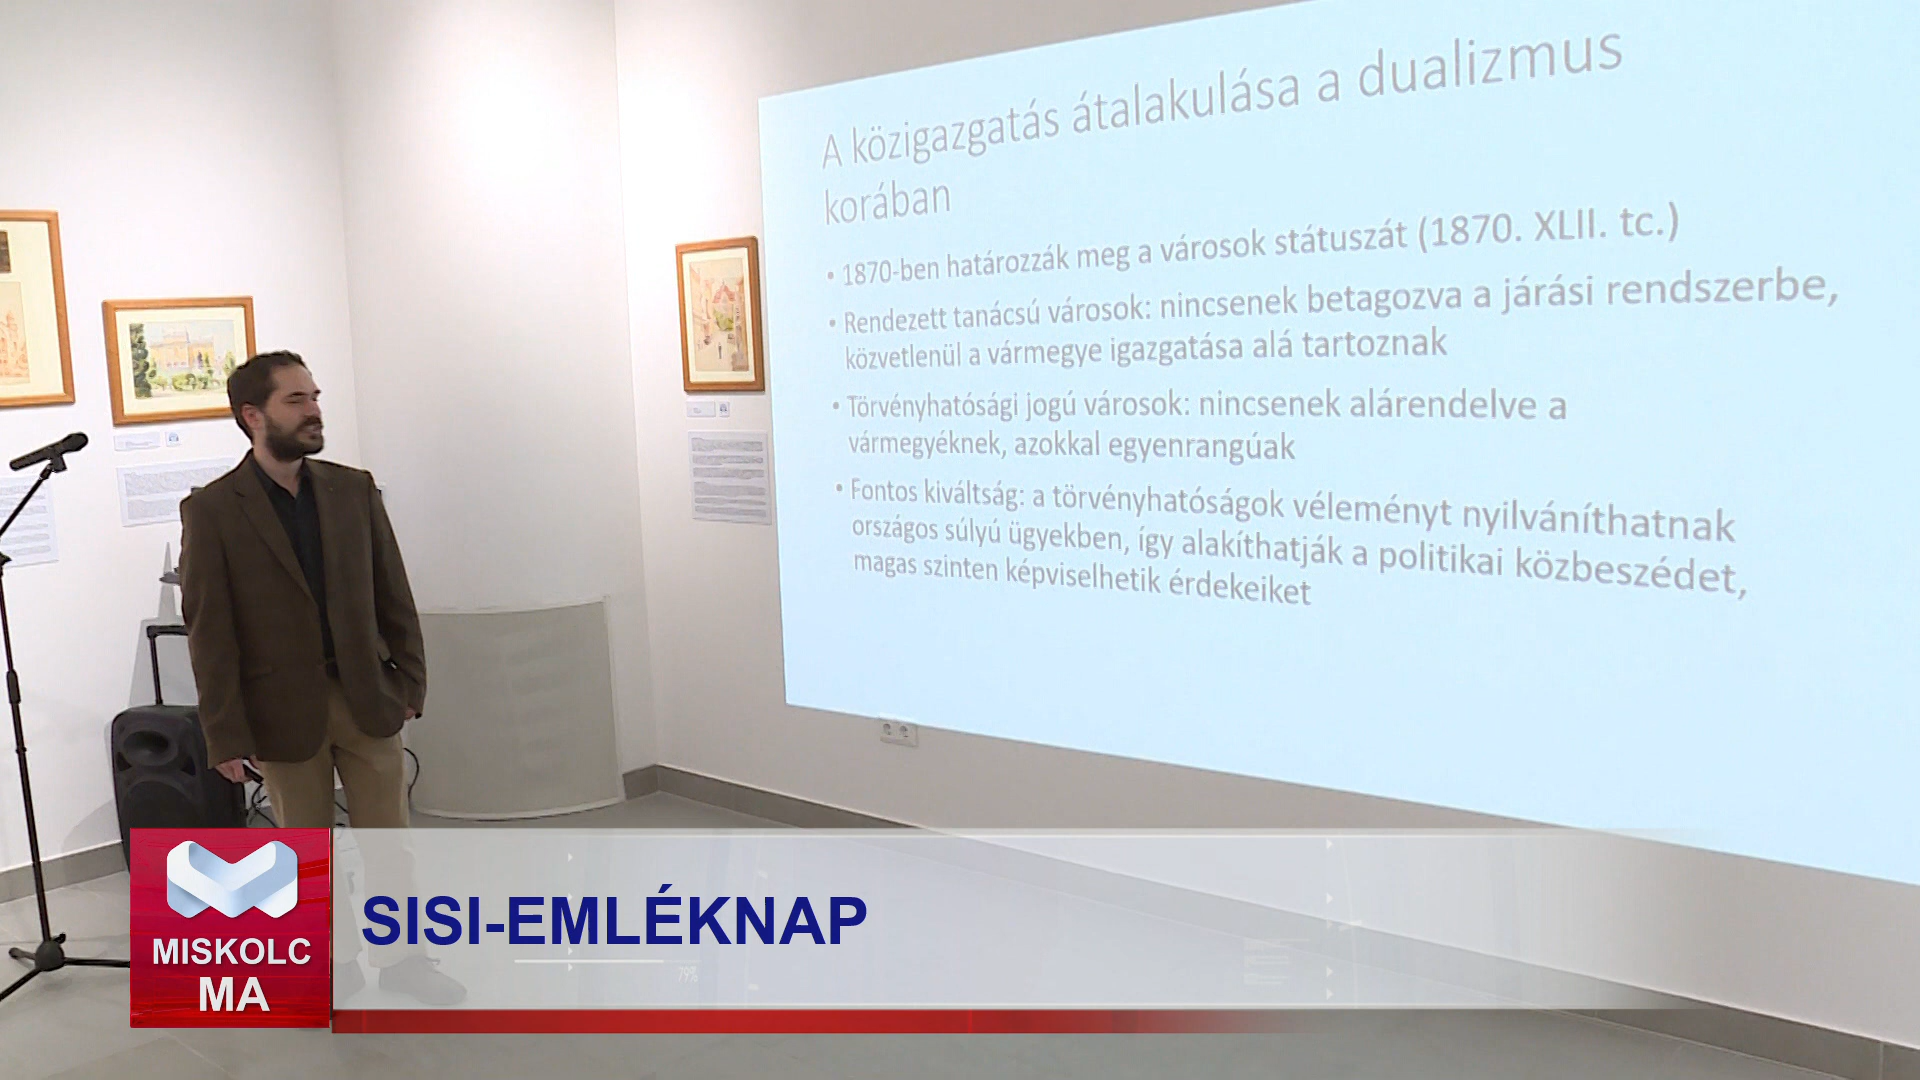 A közigazgatás átalakulása a dualizmus
korában
• 1870-ben határozzák meg a városok státuszát (1870. XLII. tc.)
• Rendezett tanácsú városok: nincsenek betagozva a járási rendszerbe,
közvetlenül a vármegye igazgatása alá tartoznak
• Törvényhatósági jogú városok: nincsenek alárendelve a
vármegyéknek, azokkal egyenrangúak
• Fontos kiváltság: a törvényhatóságok véleményt nyilváníthatnak
országos súlyú ügyekben, így alakíthatják a politikai közbeszédet,
magas szinten képviselhetik érdekeiket
SISI-EMLÉKNAP
MISKOLC
MA
79%